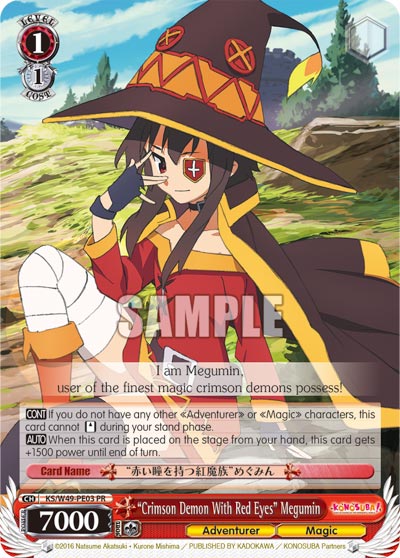 LEVEL
1
1
COST
SAMPLE
I am Megumin,
user of the finest magic crimson demons possess!
CONT If you do not have any other «Adventurer» or «Magic» characters, this
card cannot during your stand phase.
AUTO When this card is placed on the stage from your hand, this card gets
+1500 power until end of turn.
Card Name "赤い瞳を持つ紅魔族"めぐみん
CH KS/W49-PE03 PR
"Crimson Demon With Red Eyes" Megumin
KONOSUBA
POWER 7000
Adventurer Magic
©2016 Natsume Akatsuki・Kurone Mishima / PUBLISHED BY KADOKAWA / KONOSUBA Partners